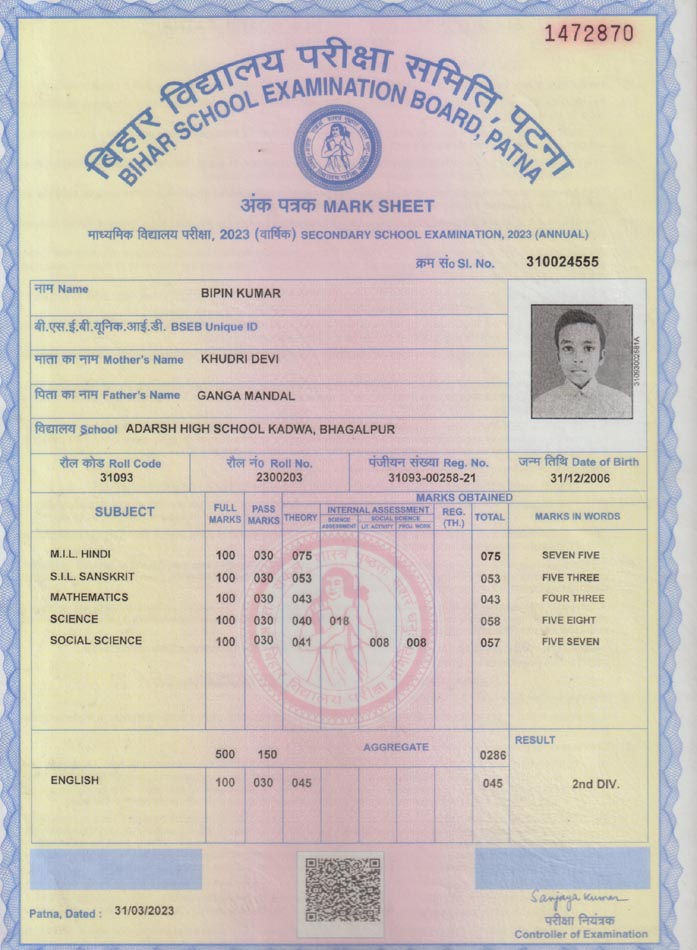 1472870
बिहार विद्यालय परीक्षा समिति, पटना
BIHAR SCHOOL EXAMINATION BOARD, PATNA
अंक पत्रक MARK SHEET
माध्यमिक विद्यालय परीक्षा, 2023 (वार्षिक) SECONDARY SCHOOL EXAMINATION, 2023 (ANNUAL)
क्रम सं० Sl. No. 310024555
नाम Name BIPIN KUMAR
बी.एस.ई.बी.यूनिक.आई.डी. BSEB Unique ID
माता का नाम Mother's Name KHUDRI DEVI
पिता का नाम Father's Name GANGA MANDAL
विद्यालय School ADARSH HIGH SCHOOL KADWA, BHAGALPUR
रौल कोड Roll Code रौल नं० Roll No. पंजीयन संख्या Reg. No. जन्म तिथि Date of Birth
31093 2300203 31093-00258-21 31/12/2006
MARKS OBTAINED
SUBJECT FULL MARKS PASS MARKS THEORY INTERNAL ASSESSMENT REG. (TH.) TOTAL MARKS IN WORDS
SCIENCE ASSESSMENT SOCIAL SCIENCE LIT ACTIVITY PROJ. WORK
M.I.L. HINDI 100 030 075 075 SEVEN FIVE
S.I.L. SANSKRIT 100 030 053 053 FIVE THREE
MATHEMATICS 100 030 043 043 FOUR THREE
SCIENCE 100 030 040 018 058 FIVE EIGHT
SOCIAL SCIENCE 100 030 041 008 008 057 FIVE SEVEN
500 150 AGGREGATE 0286 RESULT
ENGLISH 100 030 045 045 2nd DIV.
Patna, Dated : 31/03/2023
Sanjaya Kumar
परीक्षा नियंत्रक
Controller of Examination